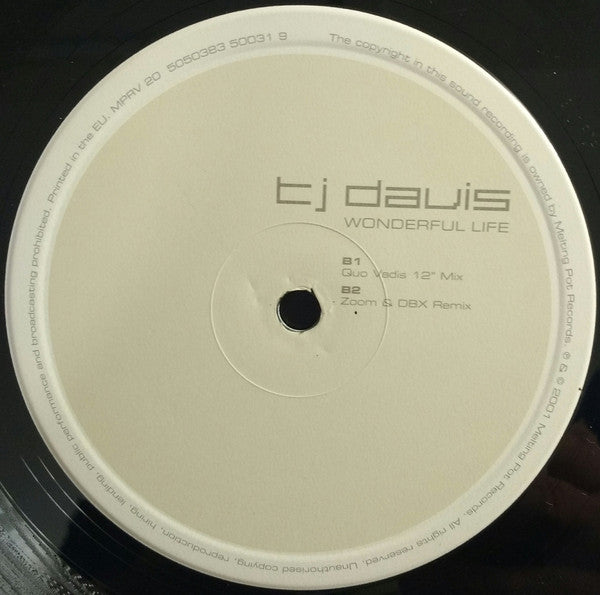 tj davis
WONDERFUL LIFE
B1
Quo Vadis 12" Mix
B2
Zoom & DBX Remix
The copyright in this sound recording is owned by Melting Pot Records. ℗ & © 2001 Melting Pot Records. All rights reserved. Unauthorised copying, reproduction, hiring, lending, public performance and broadcasting prohibited. Printed in the EU. MPRV 20 5050383 50031 9